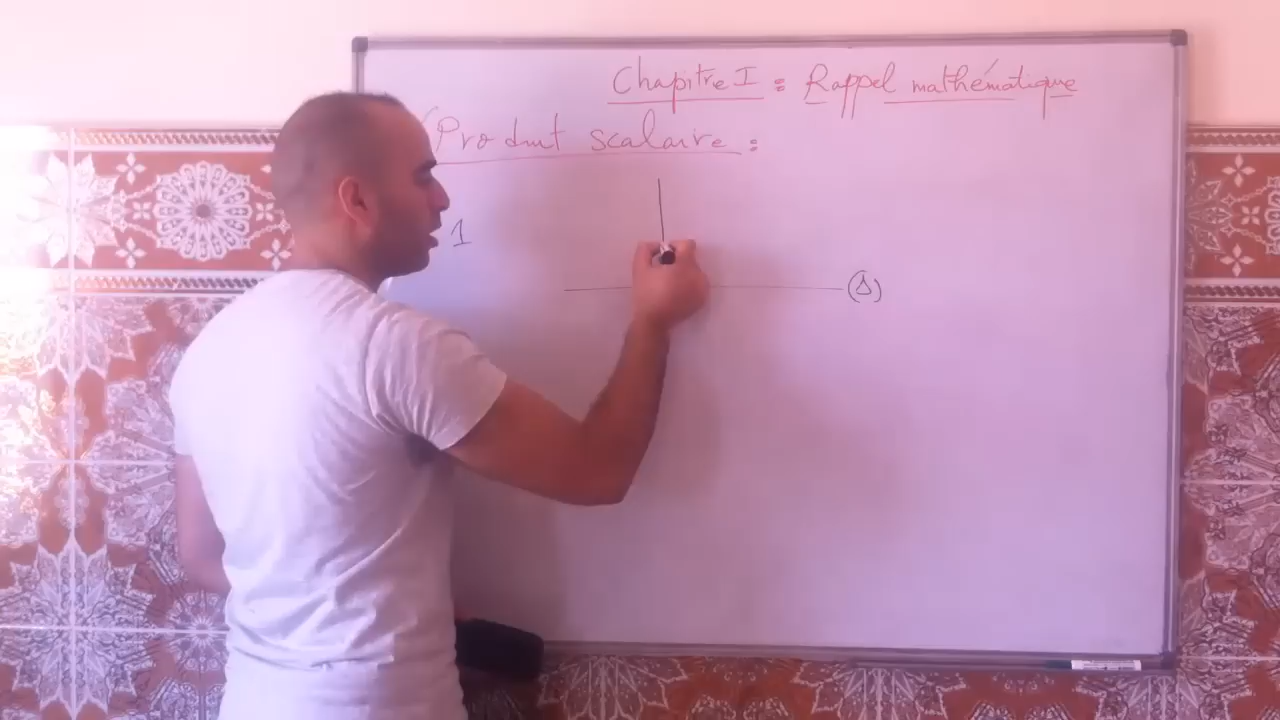 Chapitre I : Rappel mathématique
Produit scalaire :
1
(Δ)